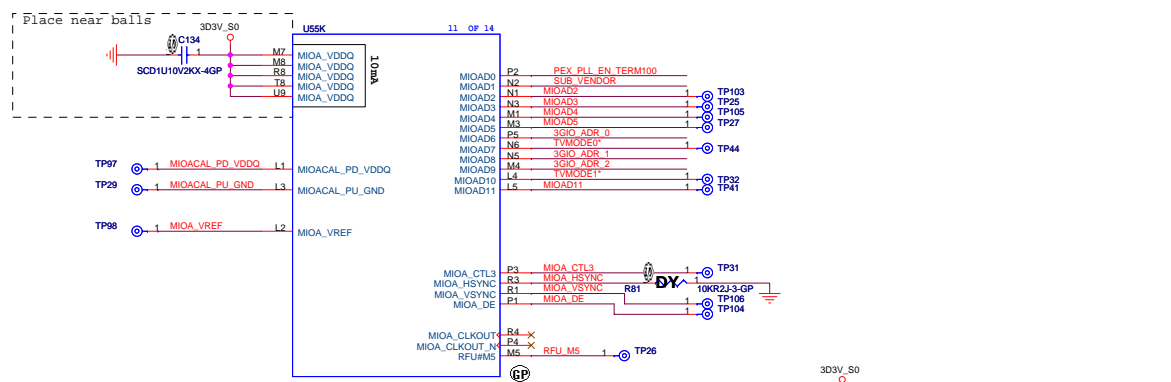 Place near balls
3D3V_S0
U55K
11 OF 14
C134
1
SCD1U10V2KX-4GP
M7 MIOA_VDDQ
M8 MIOA_VDDQ
R8 MIOA_VDDQ
T8 MIOA_VDDQ
U9 MIOA_VDDQ
10mA
MIOAD0 P2 PEX_PLL_EN_TERM100
MIOAD1 N2 SUB_VENDOR
MIOAD2 N1 MIOAD2 1 TP103
MIOAD3 N3 MIOAD3 1 TP25
MIOAD4 M1 MIOAD4 1 TP105
MIOAD5 M3 MIOAD5 1 TP27
MIOAD6 P5 3GIO_ADR_0
MIOAD7 N6 TVMODE0* 1 TP44
MIOAD8 N5 3GIO_ADR_1
MIOAD9 M4 3GIO_ADR_2
MIOAD10 L4 TVMODE1* 1 TP32
MIOAD11 L5 MIOAD11 1 TP41
TP97 1 MIOACAL_PD_VDDQ L1 MIOACAL_PD_VDDQ
TP29 1 MIOACAL_PU_GND L3 MIOACAL_PU_GND
TP98 1 MIOA_VREF L2 MIOA_VREF
MIOA_CTL3 P3 MIOA_CTL3 1 TP31
MIOA_HSYNC R3 MIOA_HSYNC DY 1
R81 10KR2J-3-GP
MIOA_VSYNC R1 MIOA_VSYNC 1 TP106
MIOA_DE P1 MIOA_DE 1 TP104
MIOA_CLKOUT R4
MIOA_CLKOUT_N P4
RFU#M5 M5 RFU_M5 1 TP26
GP
3D3V_S0